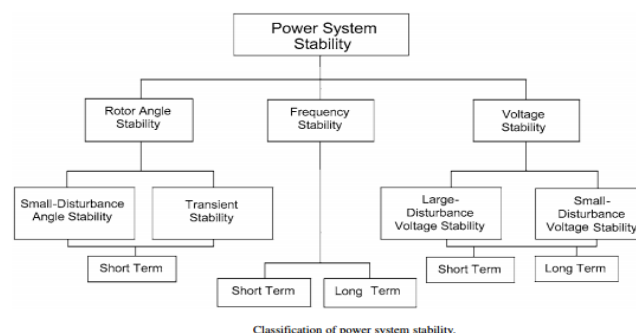 Power System
Stability
Rotor Angle
Stability
Frequency
Stability
Voltage
Stability
Small-Disturbance
Angle Stability
Transient
Stability
Large-
Disturbance
Voltage Stability
Small-
Disturbance
Voltage Stability
Short Term
Short Term
Long Term
Short Term
Long Term
Classification of power system stability.